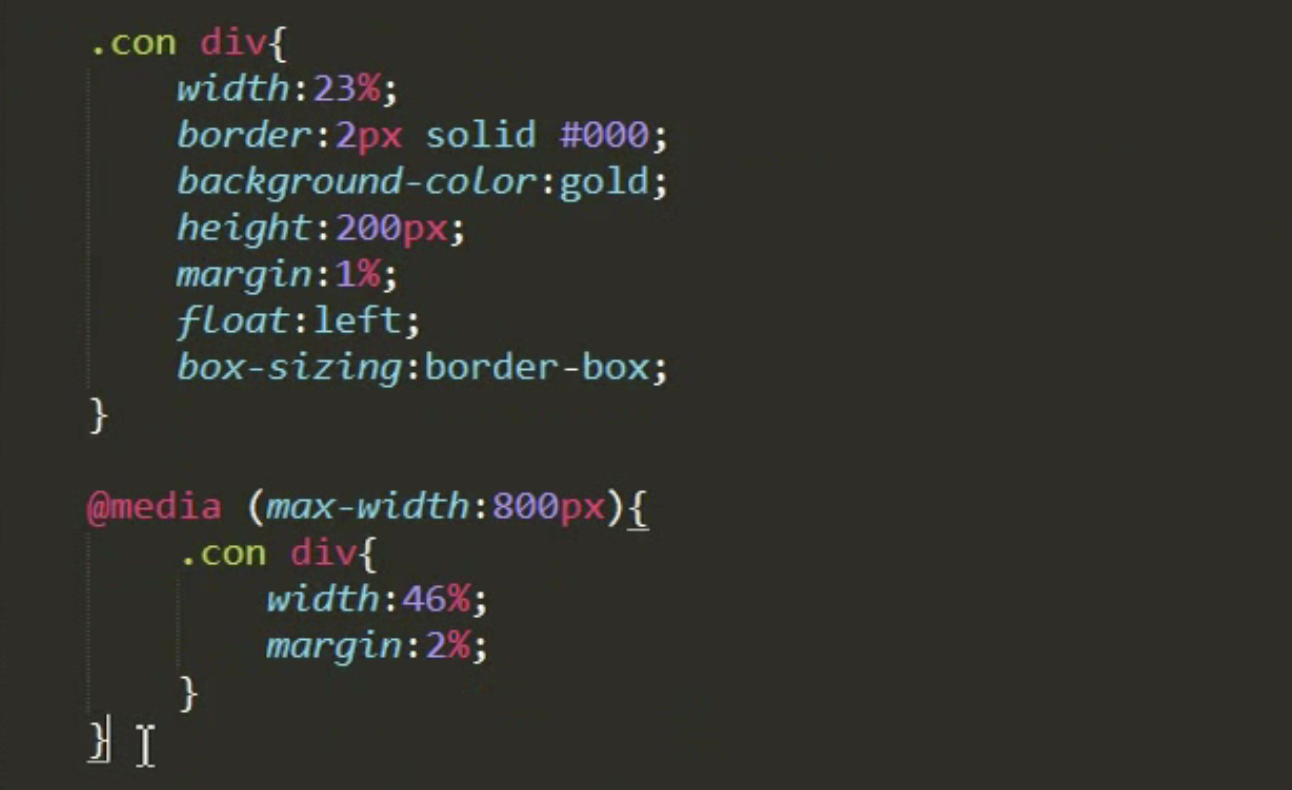 .con div{
width:23%;
border:2px solid #000;
background-color:gold;
height:200px;
margin:1%;
float:left;
box-sizing:border-box;
}
@media (max-width:800px){
.con div{
width:46%;
margin:2%;
}
}